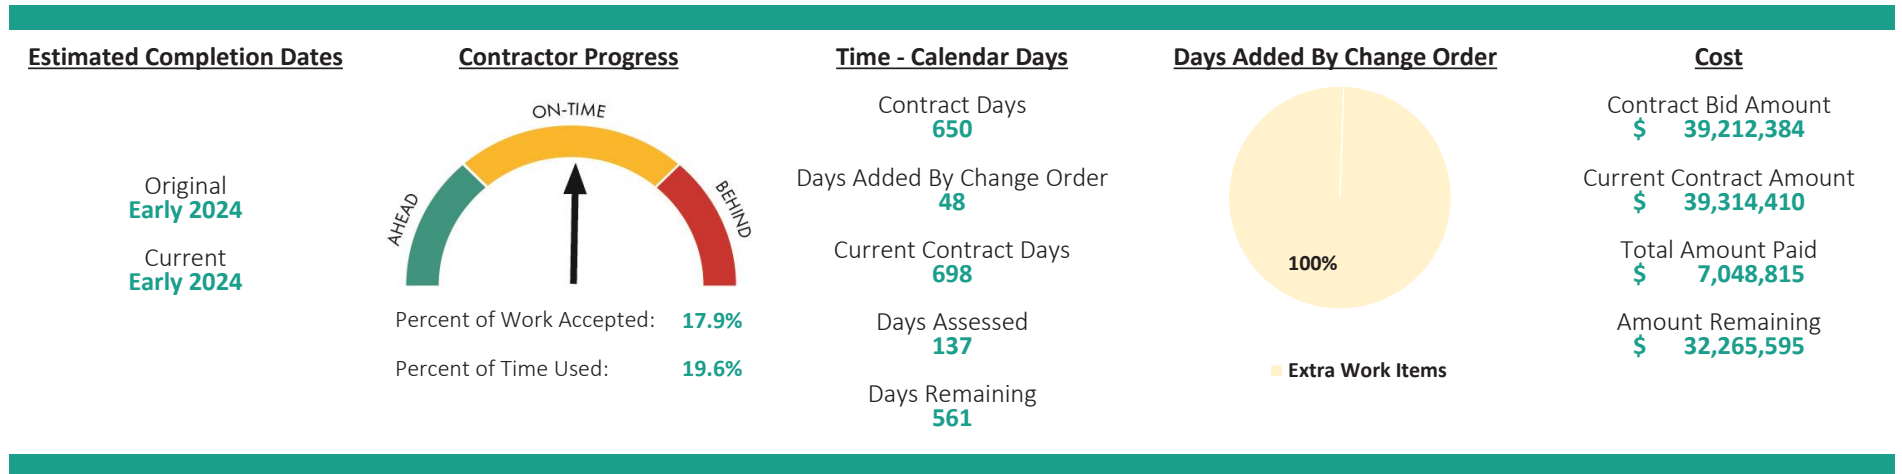 Estimated Completion Dates
Original
Early 2024
Current
Early 2024
Contractor Progress
ON-TIME
AHEAD
BEHIND
Percent of Work Accepted: 17.9%
Percent of Time Used: 19.6%
Time - Calendar Days
Contract Days
650
Days Added By Change Order
48
Current Contract Days
698
Days Assessed
137
Days Remaining
561
Days Added By Change Order
100%
Extra Work Items
Cost
Contract Bid Amount
$ 39,212,384
Current Contract Amount
$ 39,314,410
Total Amount Paid
$ 7,048,815
Amount Remaining
$ 32,265,595